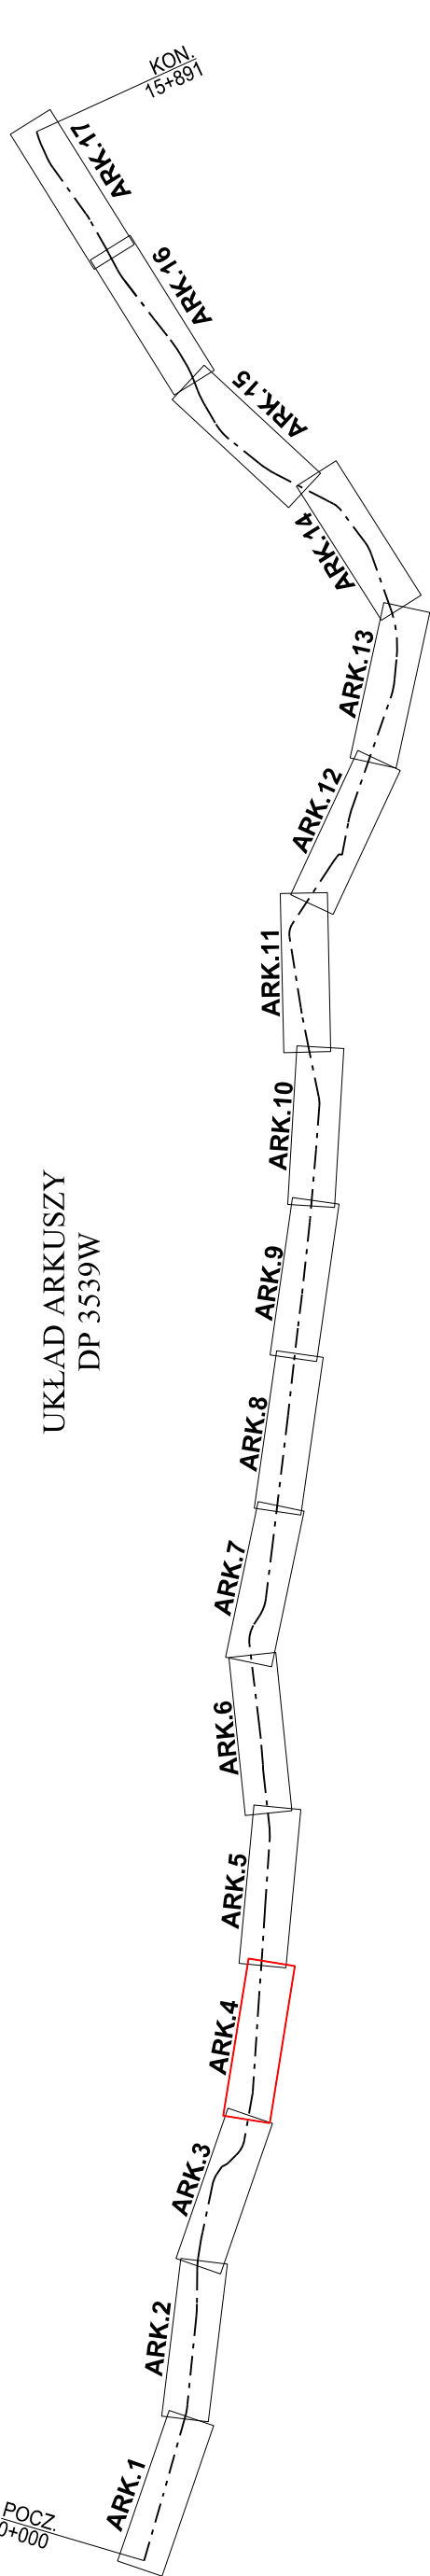 KON.
15+891
ARK.17
ARK.16
ARK.15
ARK.14
ARK.13
ARK.12
ARK.11
ARK.10
UKŁAD ARKUSZY
DP 3539W
ARK.9
ARK.8
ARK.7
ARK.6
ARK.5
ARK.4
ARK.3
ARK.2
ARK.1
POCZ.
0+000